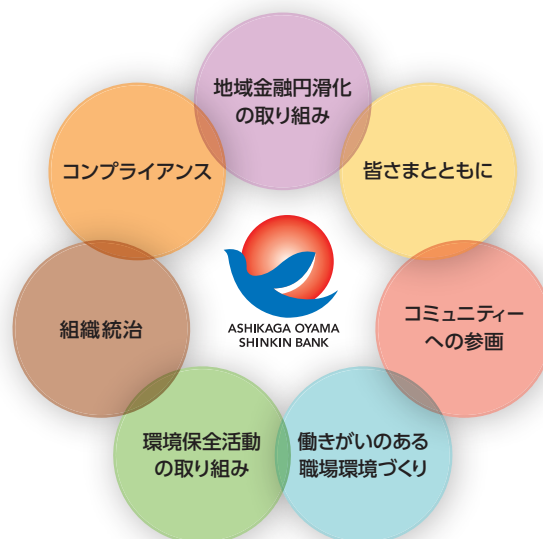 地域金融円滑化
の取り組み
コンプライアンス
皆さまとともに
組織統治
ASHIKAGA OYAMA
SHINKIN BANK
コミュニティー
への参画
環境保全活動
の取り組み
働きがいのある
職場環境づくり